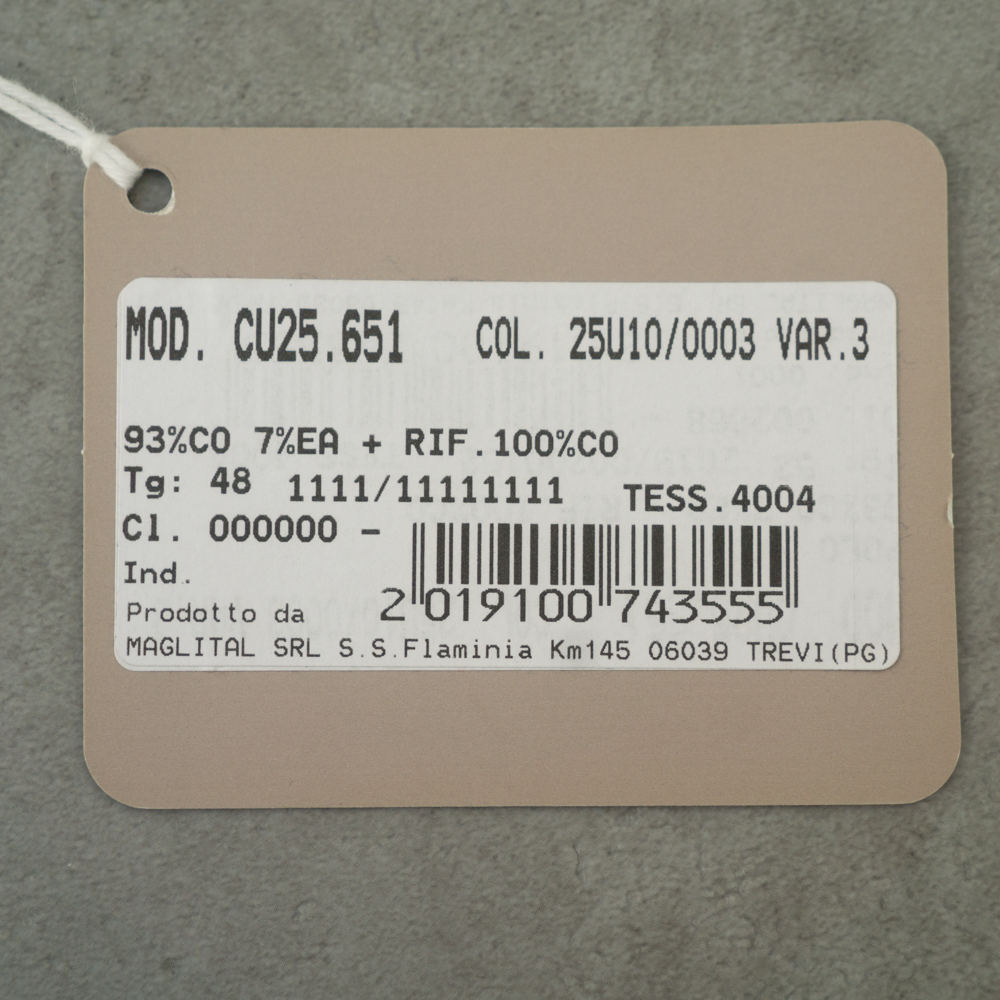 MOD. CU25.651 COL. 25U10/0003 VAR.3
93%CO 7%EA + RIF.100%CO
Tg: 48 1111/11111111 TESS.4004
Cl. 000000 -
Ind.
Prodotto da 2 019100 743555
MAGLITAL SRL S.S.Flaminia Km145 06039 TREVI(PG)